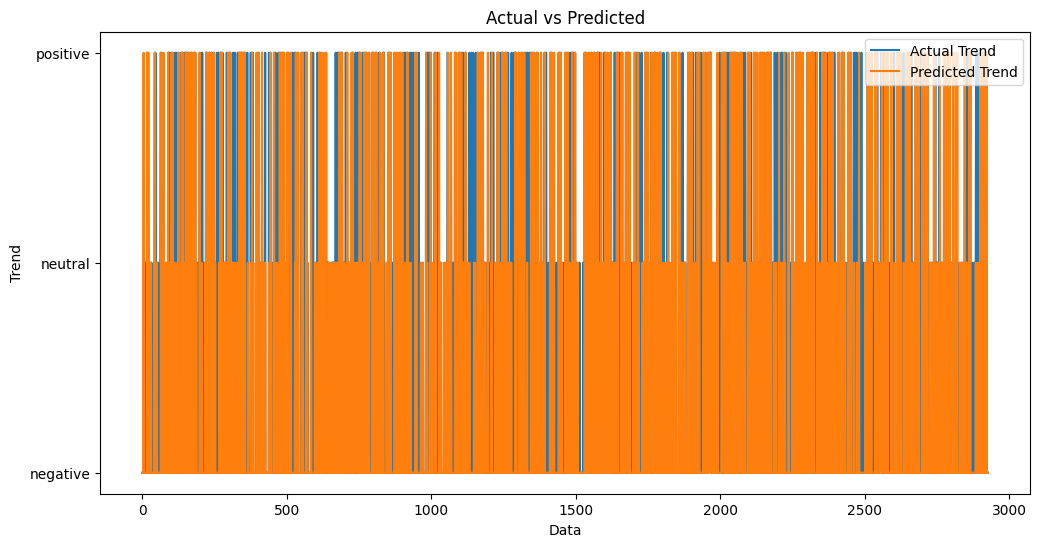 Actual vs Predicted
positive
neutral
negative
Trend
Actual Trend
Predicted Trend
0 500 1000 1500 2000 2500 3000
Data